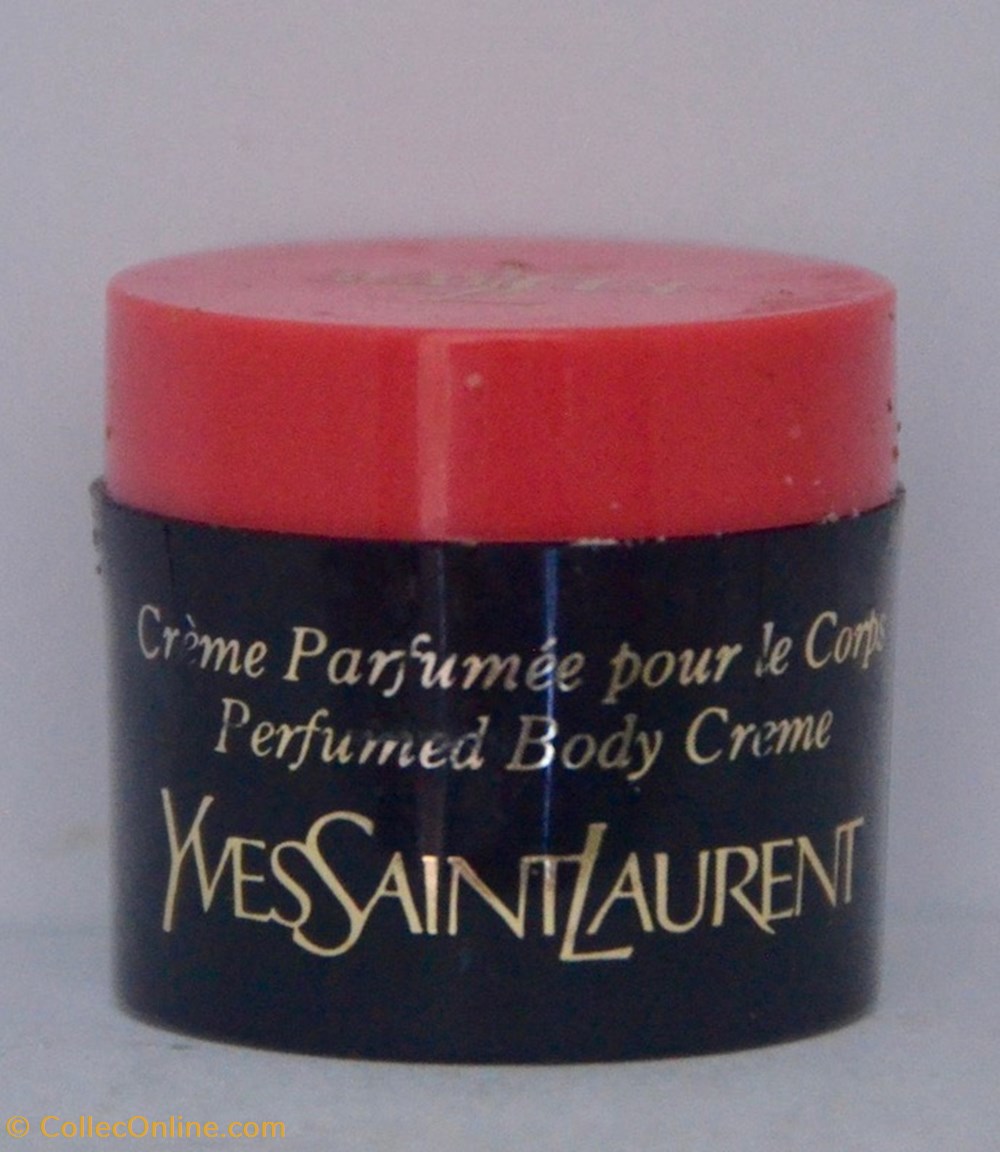 Crème Parfumée pour le Corps
Perfumed Body Creme
YVESSAINTLAURENT
© CollecOnline.com